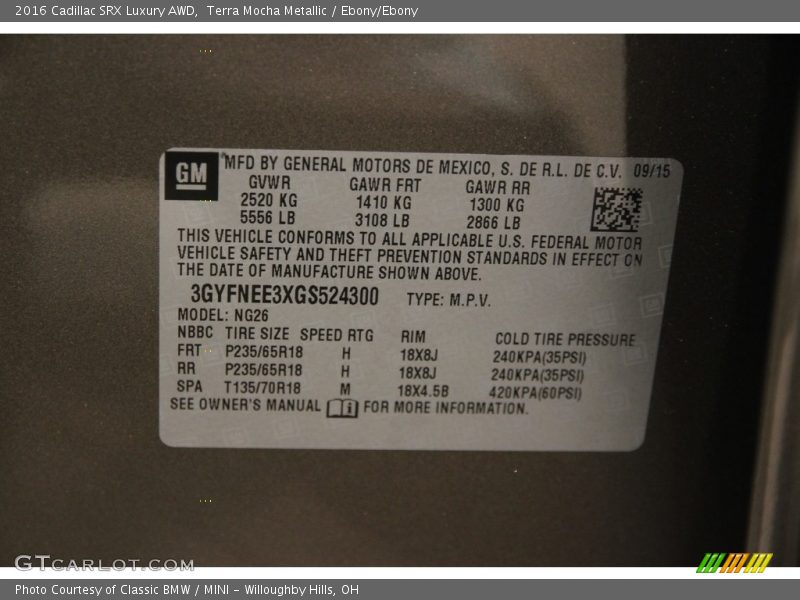 2016 Cadillac SRX Luxury AWD,  Terra Mocha Metallic / Ebony/Ebony
GM MFD BY GENERAL MOTORS DE MEXICO, S. DE R.L. DE C.V. 09/15
GVWR GAWR FRT GAWR RR
2520 KG 1410 KG 1300 KG
5556 LB 3108 LB 2866 LB
THIS VEHICLE CONFORMS TO ALL APPLICABLE U.S. FEDERAL MOTOR
VEHICLE SAFETY AND THEFT PREVENTION STANDARDS IN EFFECT ON
THE DATE OF MANUFACTURE SHOWN ABOVE.
3GYFNEE3XGS524300 TYPE: M.P.V.
MODEL: NG26
NBBC TIRE SIZE SPEED RTG RIM COLD TIRE PRESSURE
FRT P235/65R18 H 18X8J 240KPA(35PSI)
RR P235/65R18 H 18X8J 240KPA(35PSI)
SPA T135/70R18 M 18X4.5B 420KPA(60PSI)
SEE OWNER'S MANUAL FOR MORE INFORMATION.
GTCARLOT.COM
Photo Courtesy of Classic BMW / MINI - Willoughby Hills, OH